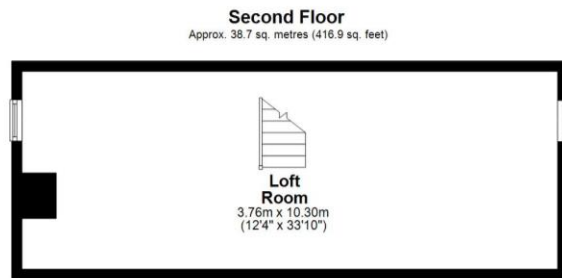 Second Floor
Approx. 38.7 sq. metres (416.9 sq. feet)
Loft
Room
3.76m x 10.30m
(12'4" x 33'10")